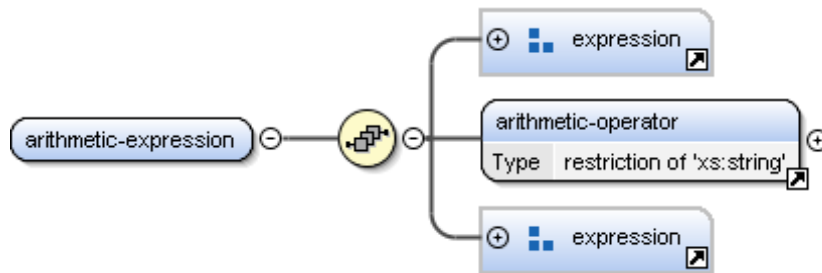 expression
arithmetic-expression
arithmetic-operator
Type restriction of 'xs:string'
expression